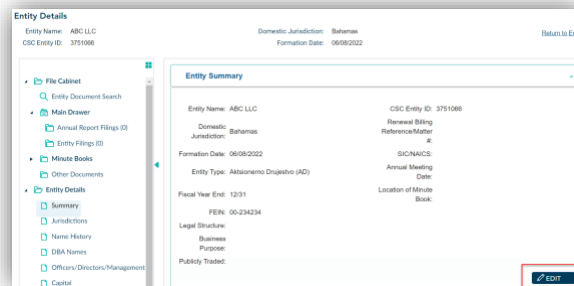 Entity Details
Entity Name: ABC LLC Domestic Jurisdiction: Bahamas
CSC Entity ID: 3751066 Formation Date: 06/08/2022 Return to En
File Cabinet
Entity Document Search
Main Drawer
Annual Report Filings (0)
Entity Filings (0)
Minute Books
Other Documents
Entity Details
Summary
Jurisdictions
Name History
DBA Names
Officers/Directors/Management
Capital
Entity Summary
Entity Name: ABC LLC CSC Entity ID: 3751066
Domestic Jurisdiction: Bahamas Renewal Billing Reference/Matter #:
Formation Date: 06/08/2022 SIC/NAICS:
Entity Type: Aktsionerno Drujestvo (AD) Annual Meeting Date:
Fiscal Year End: 12/31 Location of Minute Book:
FEIN: 00-234234
Legal Structure:
Business Purpose:
Publicly Traded:
EDIT